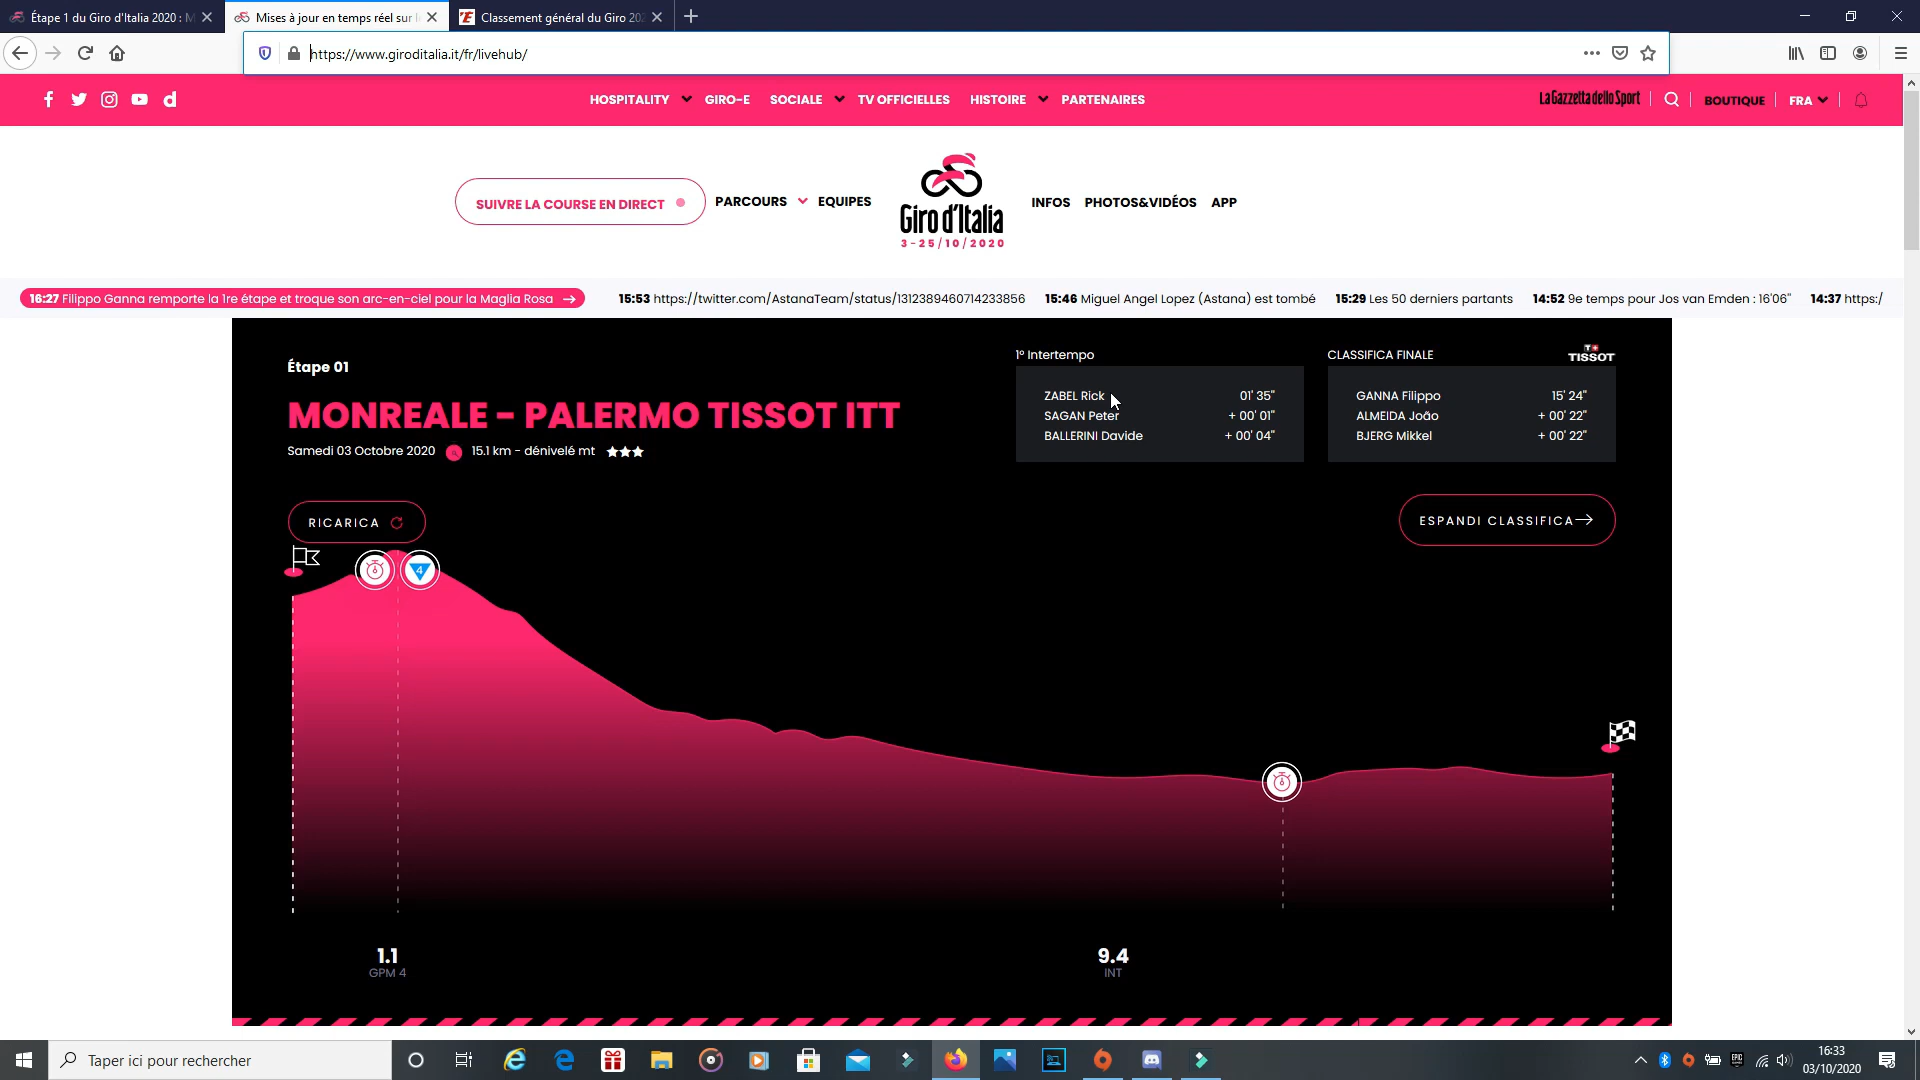 Étape 1 du Giro d'Italia 2020 : M
Mises à jour en temps réel sur l
Classement général du Giro 202
https://www.giroditalia.it/fr/livehub/
HOSPITALITY GIRO-E SOCIALE TV OFFICIELLES HISTOIRE PARTENAIRES
La Gazzetta dello Sport BOUTIQUE FRA
SUIVRE LA COURSE EN DIRECT PARCOURS EQUIPES
Giro d'Italia
3-25/10/2020
INFOS PHOTOS&VIDÉOS APP
16:27 Filippo Ganna remporte la 1re étape et troque son arc-en-ciel pour la Maglia Rosa → 15:53 https://twitter.com/AstanaTeam/status/1312389460714233856 15:46 Miguel Angel Lopez (Astana) est tombé 15:29 Les 50 derniers partants 14:52 9e temps pour Jos van Emden : 16'06" 14:37 https:/
Étape 01
MONREALE - PALERMO TISSOT ITT
Samedi 03 Octobre 2020 15.1 km - dénivelé mt
1° Intertempo
ZABEL Rick 01' 35"
SAGAN Peter + 00' 01"
BALLERINI Davide + 00' 04"
CLASSIFICA FINALE
TISSOT
GANNA Filippo 15' 24"
ALMEIDA João + 00' 22"
BJERG Mikkel + 00' 22"
RICARICA
ESPANDI CLASSIFICA→
4
1.1
GPM 4
9.4
INT
Taper ici pour rechercher
EPIC
16:33
03/10/2020